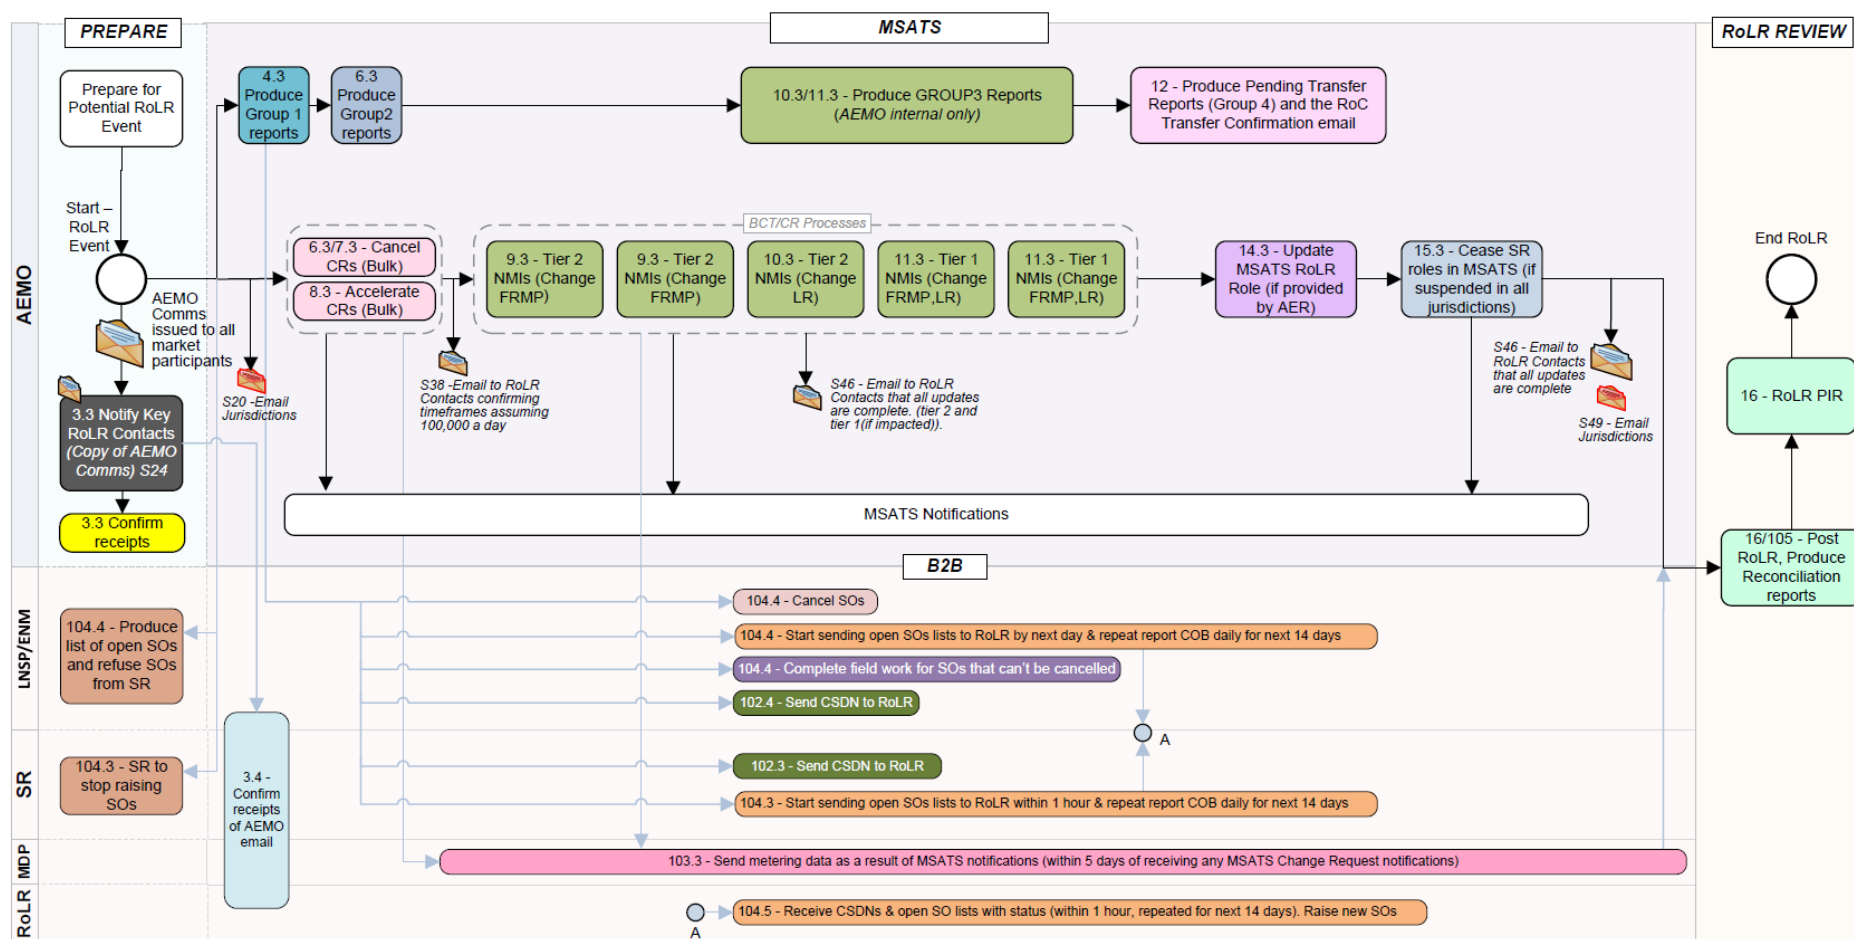 PREPARE
MSATS
RoLR REVIEW
AEMO
Prepare for
Potential RoLR
Event
4.3
Produce
Group 1
reports
6.3
Produce
Group2
reports
10.3/11.3 - Produce GROUP3 Reports
(AEMO internal only)
12 - Produce Pending Transfer
Reports (Group 4) and the RoC
Transfer Confirmation email
Start –
RoLR
Event
BCT/CR Processes
6.3/7.3 - Cancel
CRs (Bulk)
8.3 - Accelerate
CRs (Bulk)
9.3 - Tier 2
NMIs (Change
FRMP)
9.3 - Tier 2
NMIs (Change
FRMP)
10.3 - Tier 2
NMIs (Change
LR)
11.3 - Tier 1
NMIs (Change
FRMP,LR)
11.3 - Tier 1
NMIs (Change
FRMP,LR)
14.3 - Update
MSATS RoLR
Role (if provided
by AER)
15.3 - Cease SR
roles in MSATS (if
suspended in all
jurisdictions)
End RoLR
AEMO
Comms
issued to all
market
participants
S20 -Email
Jurisdictions
S38 -Email to RoLR
Contacts confirming
timeframes assuming
100,000 a day
S46 - Email to RoLR
Contacts that all updates
are complete. (tier 2 and
tier 1(if impacted)).
S46 - Email to
RoLR Contacts
that all updates
are complete
S49 - Email
Jurisdictions
16 - RoLR PIR
3.3 Notify Key
RoLR Contacts
(Copy of AEMO
Comms) S24
3.3 Confirm
receipts
MSATS Notifications
16/105 - Post
RoLR, Produce
Reconciliation
reports
B2B
LNSP/ENM
104.4 - Produce
list of open SOs
and refuse SOs
from SR
104.4 - Cancel SOs
104.4 - Start sending open SOs lists to RoLR by next day & repeat report COB daily for next 14 days
104.4 - Complete field work for SOs that can't be cancelled
102.4 - Send CSDN to RoLR
A
SR
104.3 - SR to
stop raising
SOs
3.4 -
Confirm
receipts
of AEMO
email
102.3 - Send CSDN to RoLR
104.3 - Start sending open SOs lists to RoLR within 1 hour & repeat report COB daily for next 14 days
MDP
103.3 - Send metering data as a result of MSATS notifications (within 5 days of receiving any MSATS Change Request notifications)
RoLR
A
104.5 - Receive CSDNs & open SO lists with status (within 1 hour, repeated for next 14 days). Raise new SOs